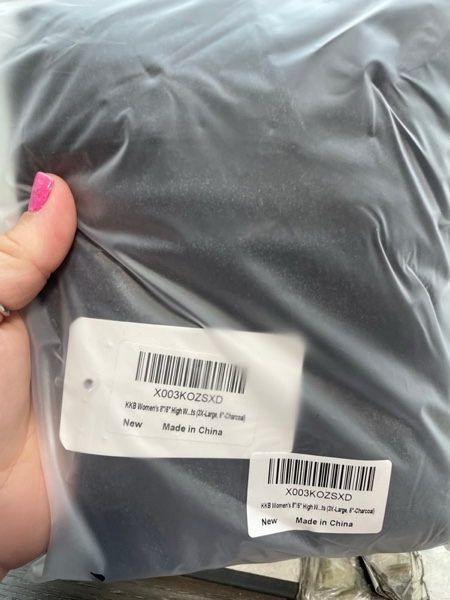 X003KOZSXD
KKB Women's 8"/6" High W...ts (3X-Large, 6"-Charcoal)
New Made in China
X003KOZSXD
KKB Women's 8"/6" High W...ts (3X-Large, 6"-Charcoal)
New Made in China